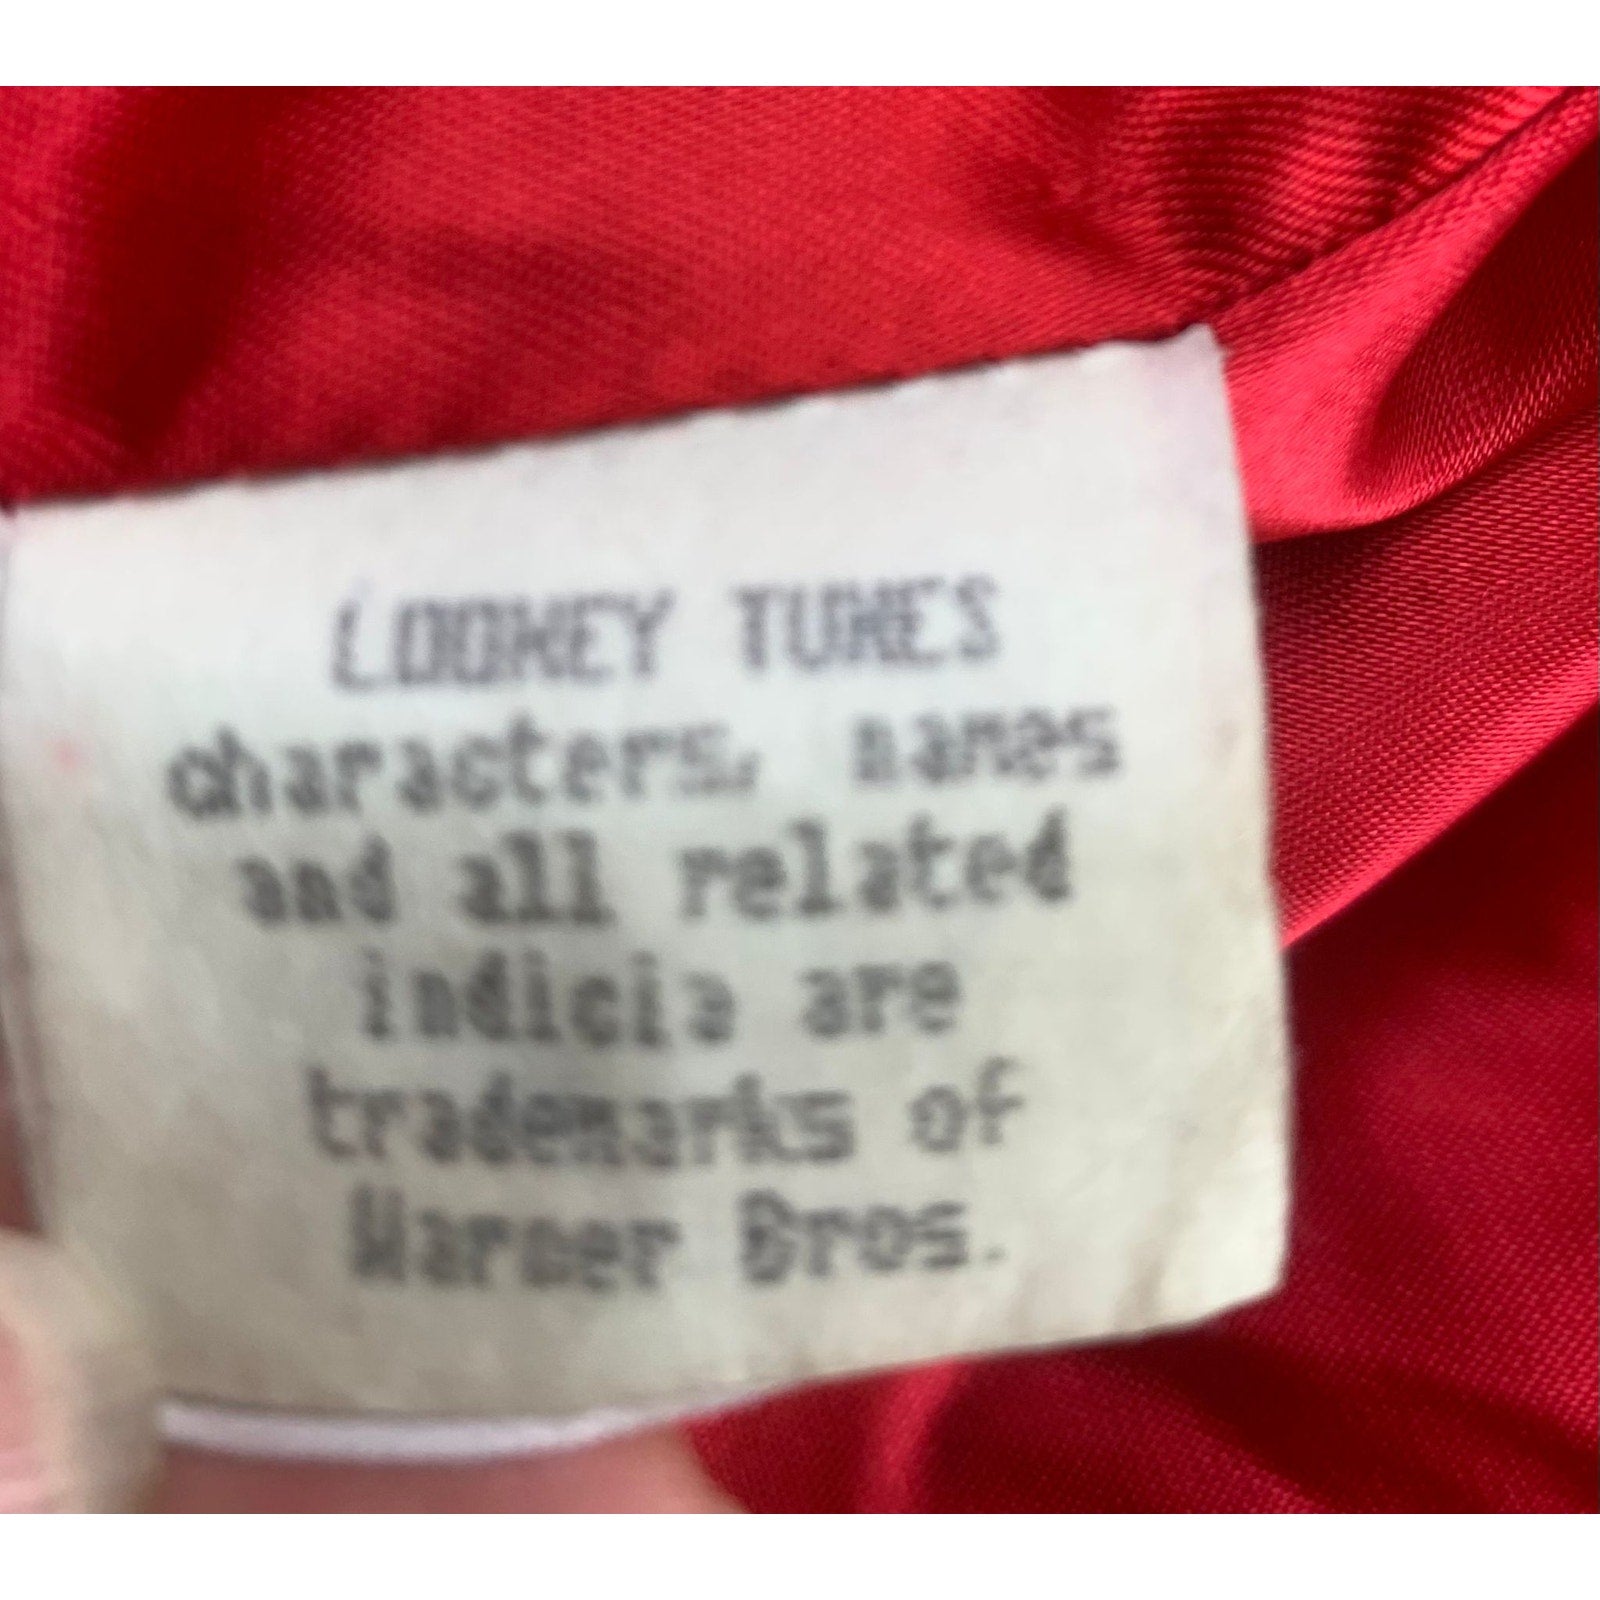 LOONEY TUNES
characters, names
and all related
indicia are
trademarks of
Warner Bros.